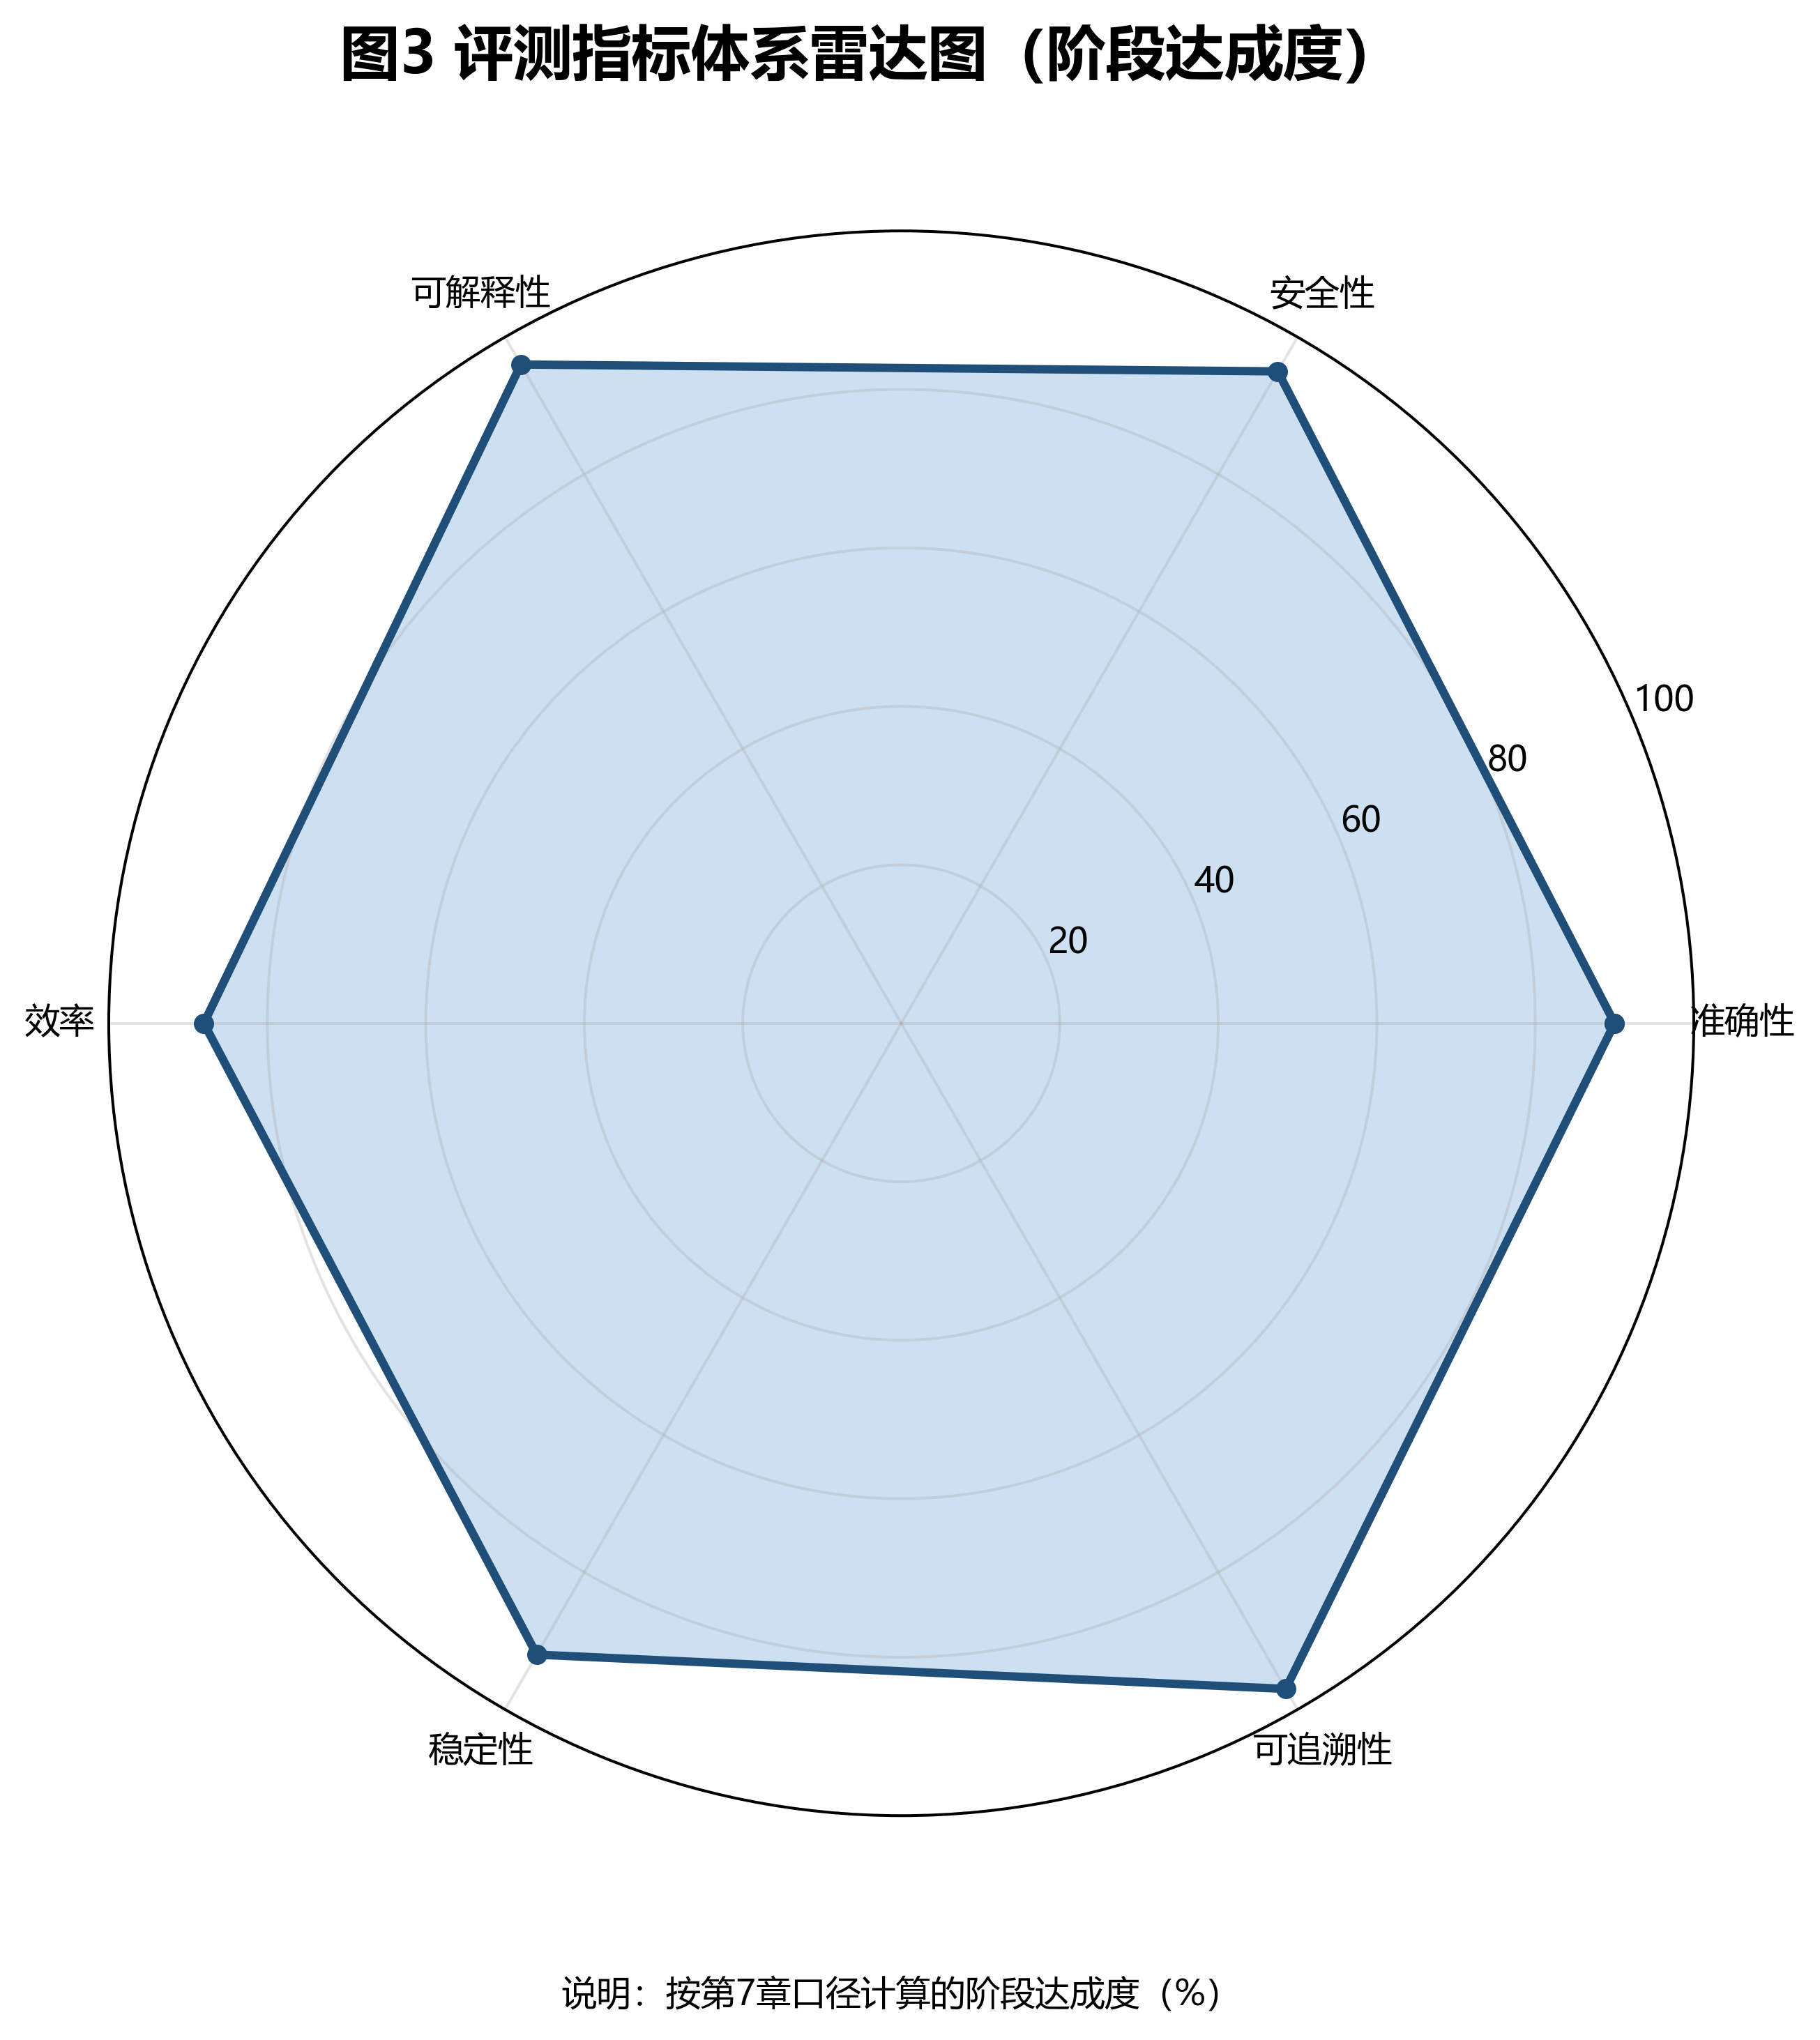 图3 评测指标体系雷达图（阶段达成度）
可解释性
安全性
100
80
60
40
20
效率
准确性
稳定性
可追溯性
说明：按第7章口径计算的阶段达成度（%）